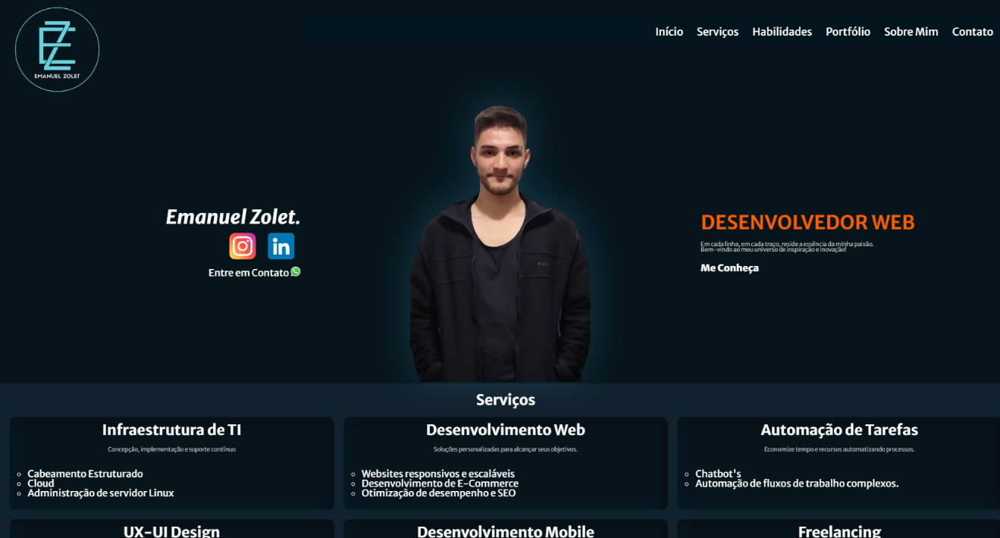 EZ
EMANUEL ZOLET
Início Serviços Habilidades Portfólio Sobre Mim Contato
Emanuel Zolet.
in
Entre em Contato
DESENVOLVEDOR WEB
Em cada linha, em cada traço, reside a essência da minha paixão.
Bem-vindo ao meu universo de inspiração e inovação!
Me Conheça
Serviços
Infraestrutura de TI
Concepção, implementação e suporte contínuo
Cabeamento Estruturado
Cloud
Administração de servidor Linux
Desenvolvimento Web
Soluções personalizadas para alcançar seus objetivos.
Websites responsivos e escaláveis
Desenvolvimento de E-Commerce
Otimização de desempenho e SEO
Automação de Tarefas
Economize tempo e recursos automatizando processos.
Chatbot's
Automação de fluxos de trabalho complexos.
UX-UI Design
Desenvolvimento Mobile
Freelancing